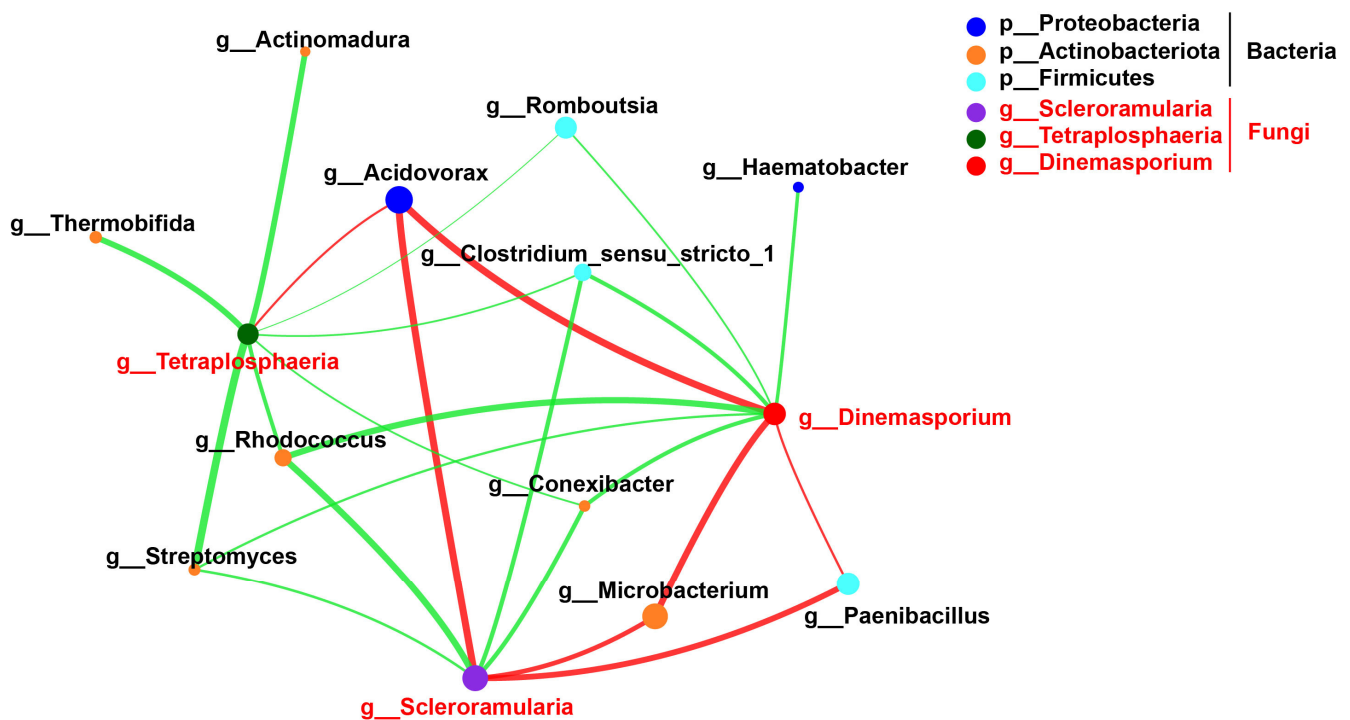 g__Actinomadura
p__Proteobacteria
p__Actinobacteriota
p__Firmicutes
Bacteria
g__Scleroramularia
g__Tetraplosphaeria
g__Dinemasporium
Fungi
g__Romboutsia
g__Acidovorax
g__Haematobacter
g__Thermobifida
g__Clostridium_sensu_stricto_1
g__Tetraplosphaeria
g__Dinemasporium
g__Rhodococcus
g__Conexibacter
g__Streptomyces
g__Microbacterium
g__Paenibacillus
g__Scleroramularia